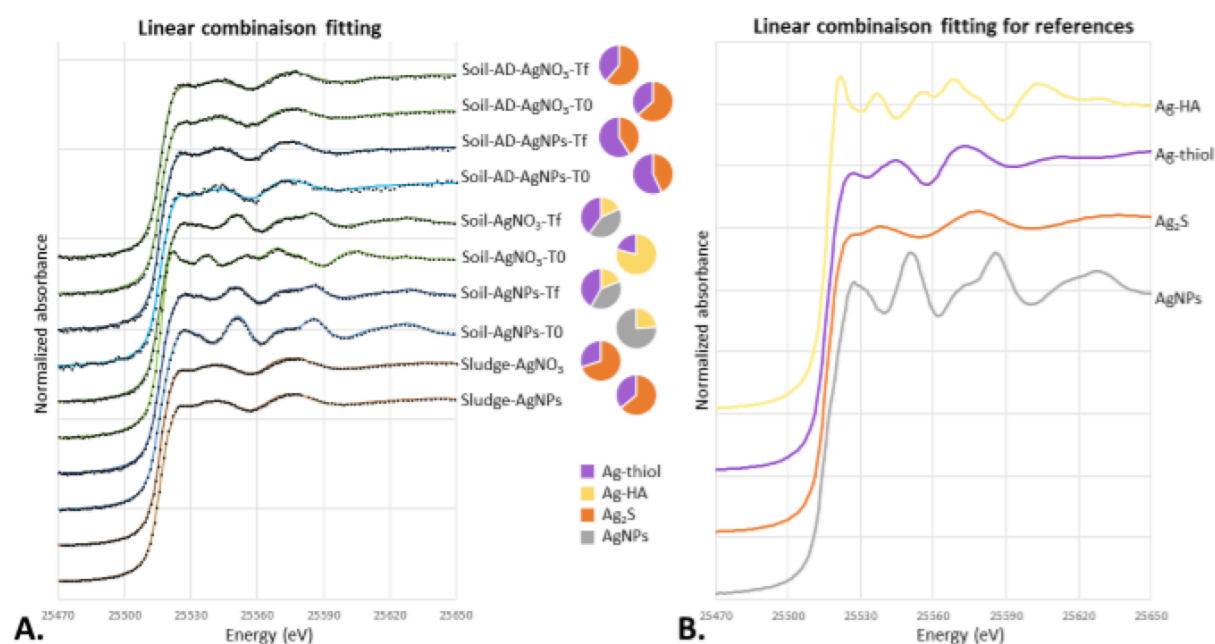 A.
Linear combinaison fitting
Normalized absorbance
Soil-AD-AgNO₃-Tf
Soil-AD-AgNO₃-T0
Soil-AD-AgNPs-Tf
Soil-AD-AgNPs-T0
Soil-AgNO₃-Tf
Soil-AgNO₃-T0
Soil-AgNPs-Tf
Soil-AgNPs-T0
Sludge-AgNO₃
Sludge-AgNPs
Ag-thiol
Ag-HA
Ag₂S
AgNPs
25470 25500 25530 25560 25590 25620 25650
Energy (eV)
B.
Linear combinaison fitting for references
Normalized absorbance
Ag-HA
Ag-thiol
Ag₂S
AgNPs
25470 25500 25530 25560 25590 25620 25650
Energy (eV)